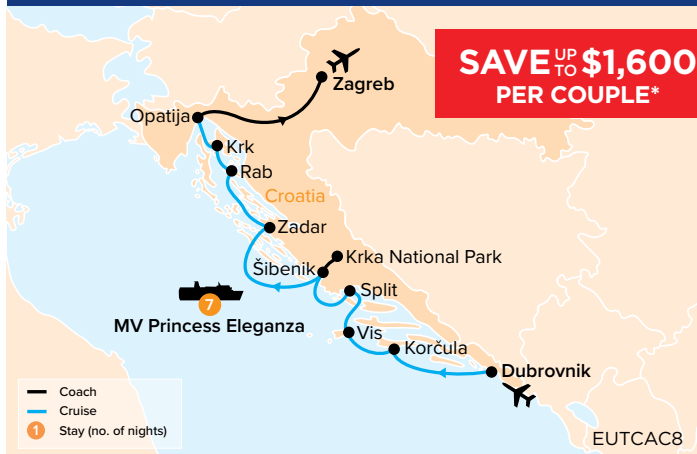 SAVE UP TO $1,600
PER COUPLE*
Zagreb
Opatija
Krk
Rab
Croatia
Zadar
Krka National Park
Šibenik
Split
7
MV Princess Eleganza
Vis
Korčula
Dubrovnik
Coach
Cruise
1 Stay (no. of nights)
EUTCAC8